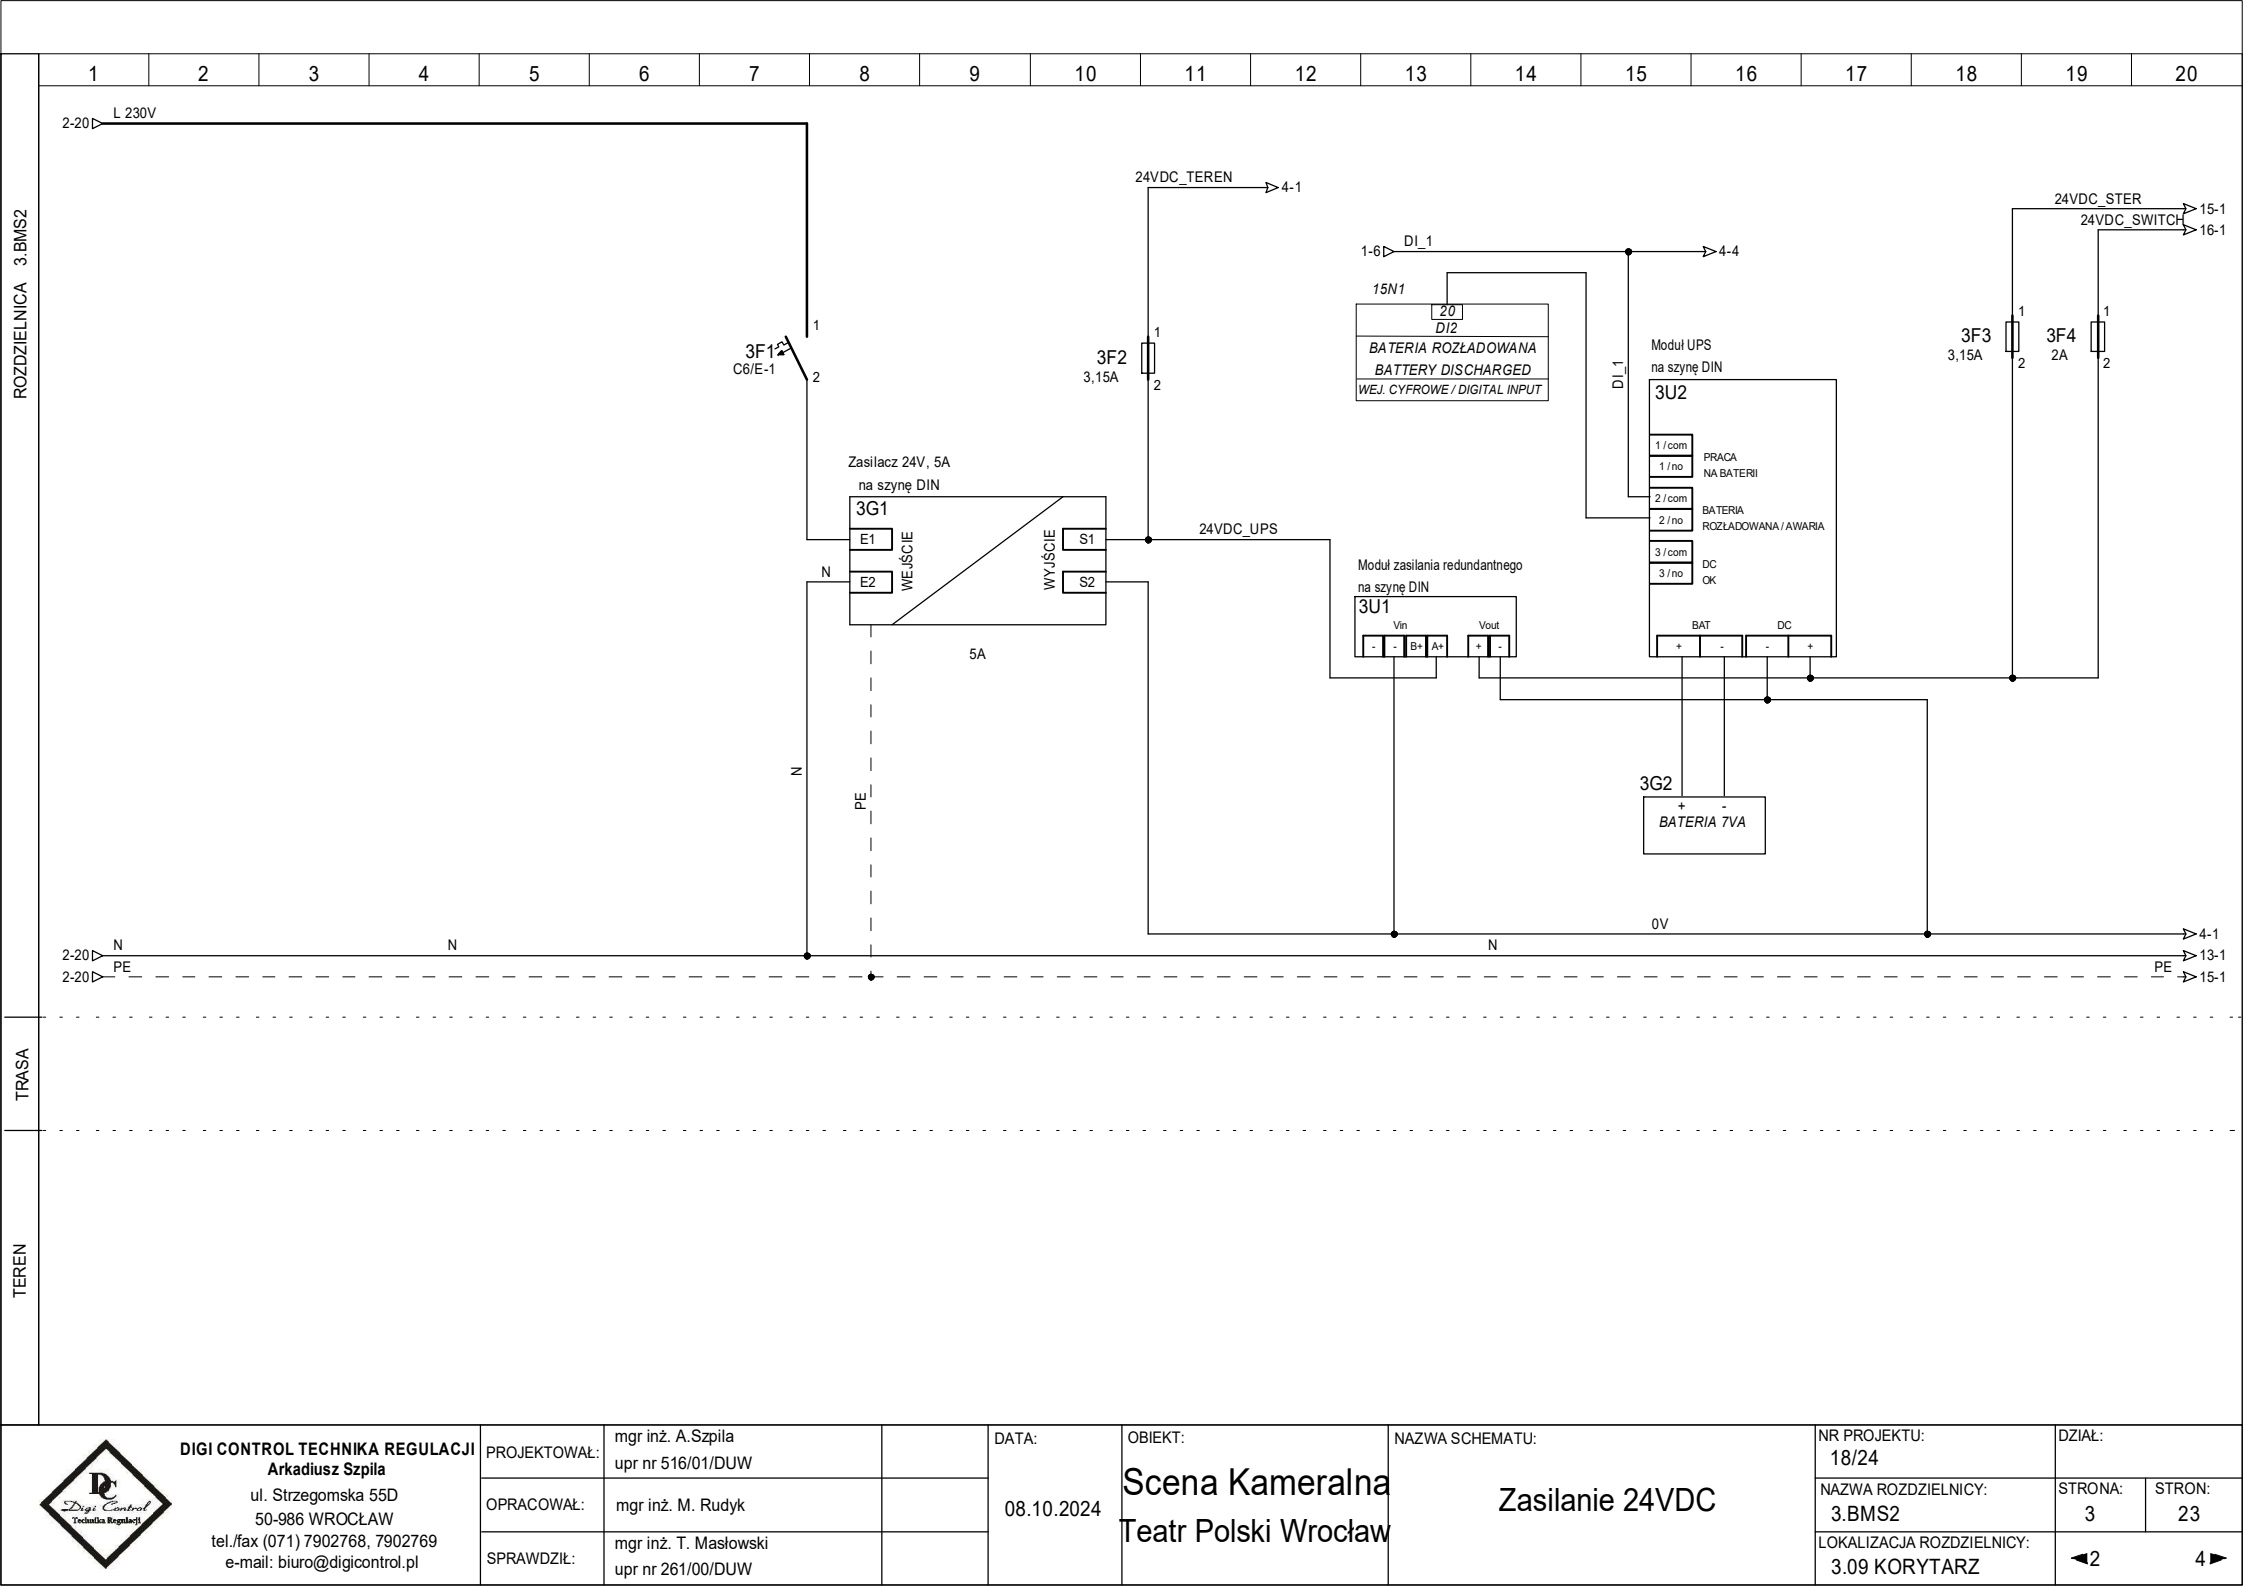 1 2 3 4 5 6 7 8 9 10 11 12 13 14 15 16 17 18 19 20
ROZDZIELNICA 3.BMS2
2-20 L 230V
24VDC_TEREN 4-1
24VDC_STER 15-1
24VDC_SWITCH 16-1
1-6 DI_1 4-4
15N1
20
DI2
BATERIA ROZŁADOWANA
BATTERY DISCHARGED
WEJ. CYFROWE / DIGITAL INPUT
DI_1
1
3F1
C6/E-1
2
1
3F2
3,15A
2
1
3F3
3,15A
2
1
3F4
2A
2
Moduł UPS
na szynę DIN
3U2
1 / com
1 / no
PRACA
NA BATERII
2 / com
2 / no
BATERIA
ROZŁADOWANA / AWARIA
3 / com
3 / no
DC
OK
BAT DC
+ - - +
Zasilacz 24V, 5A
na szynę DIN
3G1
E1
E2
WEJŚCIE
WYJŚCIE
S1
S2
N
5A
24VDC_UPS
Moduł zasilania redundantnego
na szynę DIN
3U1
Vin Vout
- - B+ A+ + -
N
PE
3G2
+ -
BATERIA 7VA
0V 4-1
2-20 N N N 13-1
2-20 PE PE 15-1
TRASA
TEREN
DC
Digi Control
Technika Regulacji
DIGI CONTROL TECHNIKA REGULACJI
Arkadiusz Szpila
ul. Strzegomska 55D
50-986 WROCŁAW
tel./fax (071) 7902768, 7902769
e-mail: biuro@digicontrol.pl
PROJEKTOWAŁ:
mgr inż. A.Szpila
upr nr 516/01/DUW
OPRACOWAŁ:
mgr inż. M. Rudyk
SPRAWDZIŁ:
mgr inż. T. Masłowski
upr nr 261/00/DUW
DATA:
08.10.2024
OBIEKT:
Scena Kameralna
Teatr Polski Wrocław
NAZWA SCHEMATU:
Zasilanie 24VDC
NR PROJEKTU:
18/24
NAZWA ROZDZIELNICY:
3.BMS2
LOKALIZACJA ROZDZIELNICY:
3.09 KORYTARZ
DZIAŁ:
STRONA:
3
STRON:
23
2 4